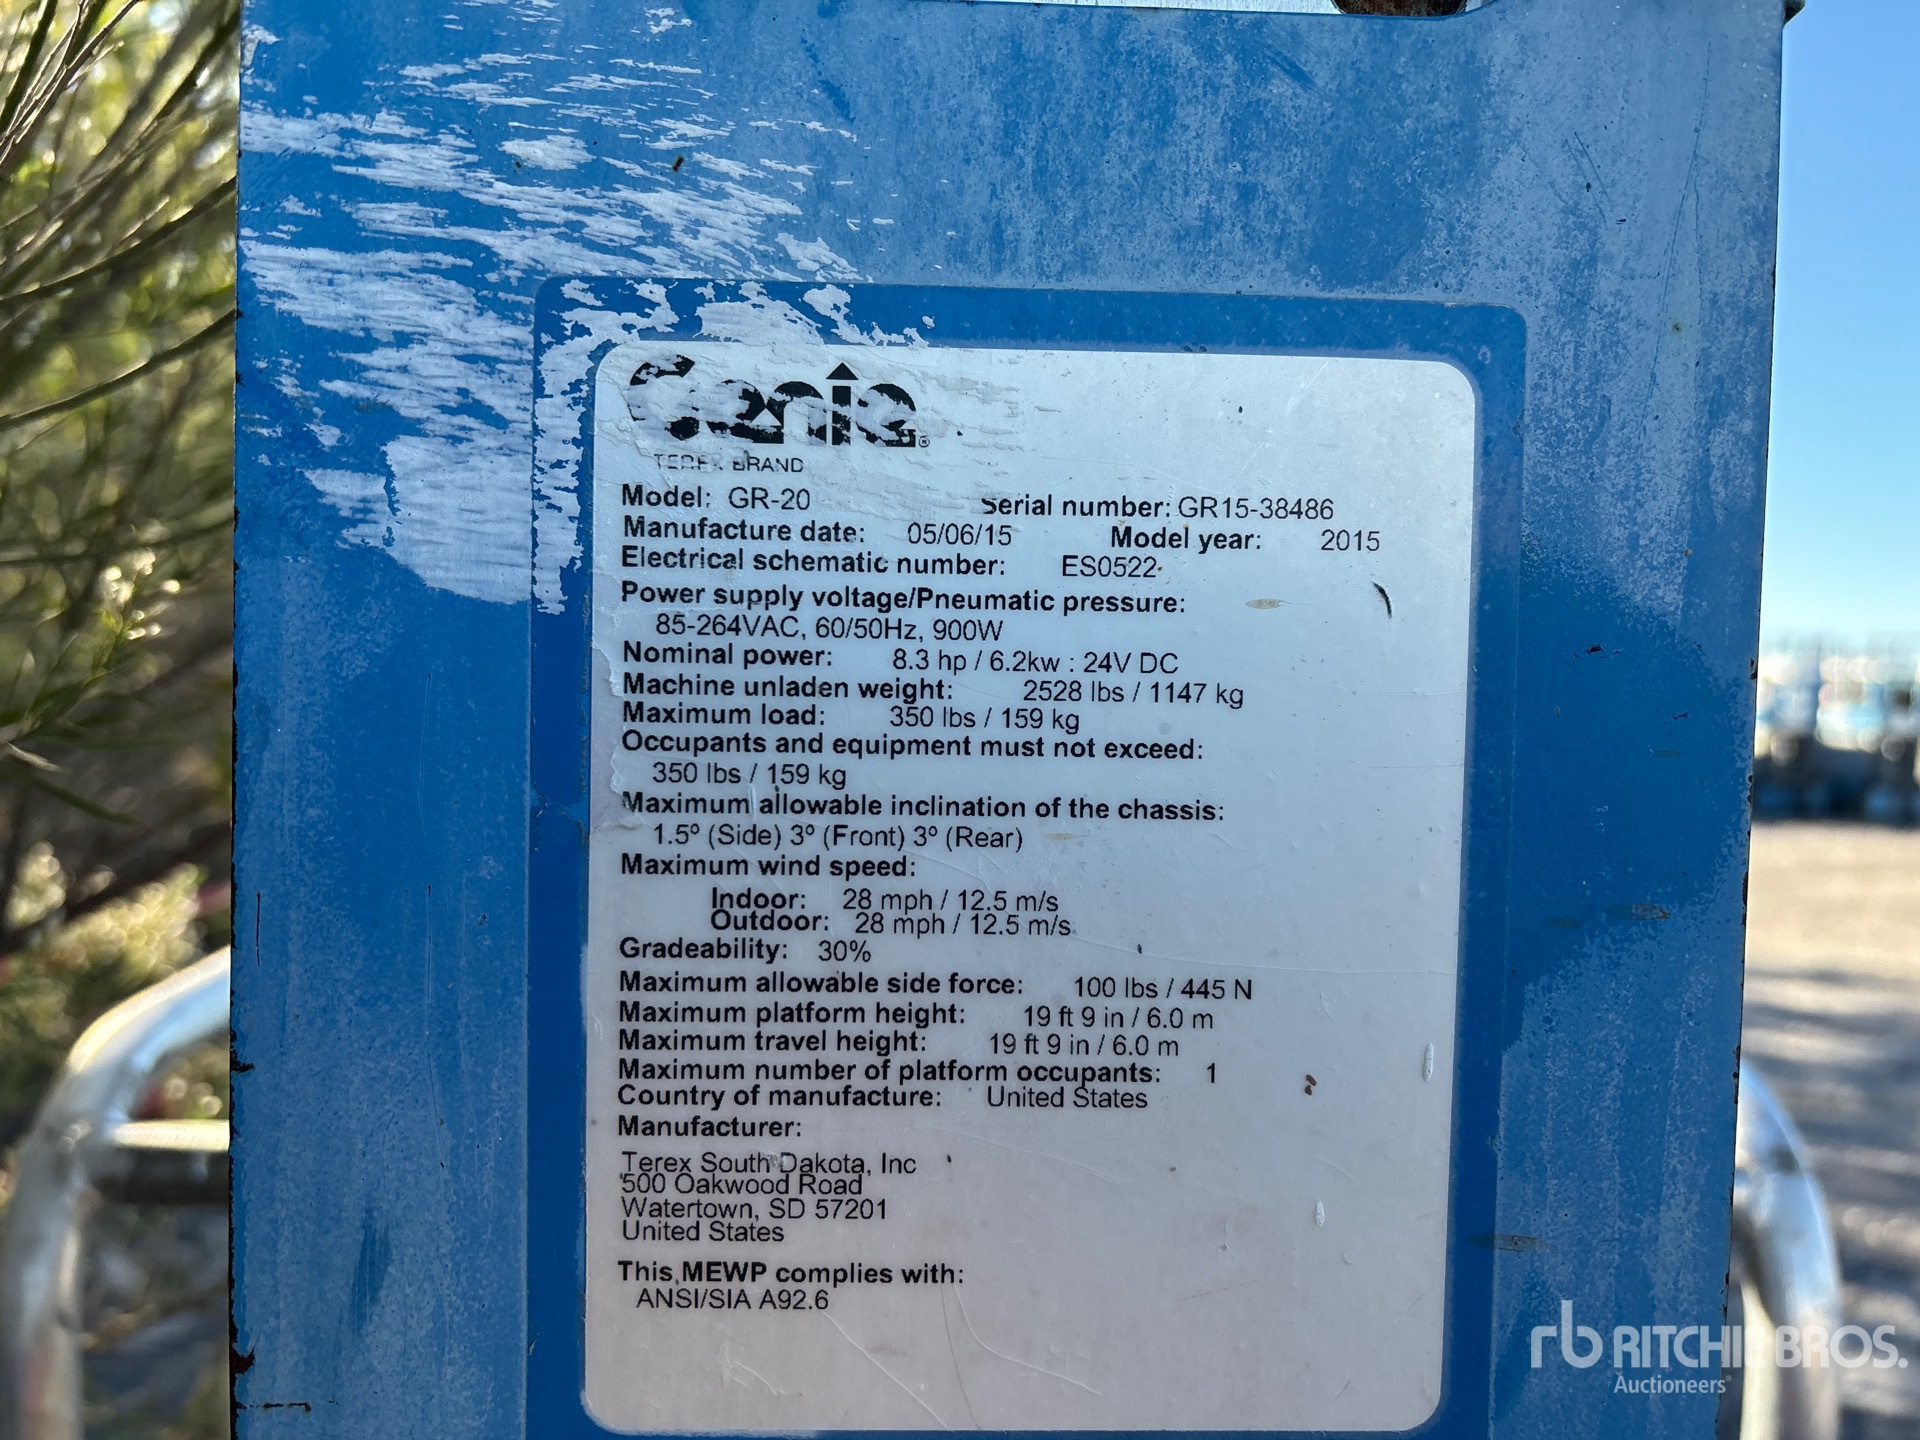 Genie®
TEREX BRAND
Model: GR-20 Serial number: GR15-38486
Manufacture date: 05/06/15 Model year: 2015
Electrical schematic number: ES0522
Power supply voltage/Pneumatic pressure:
85-264VAC, 60/50Hz, 900W
Nominal power: 8.3 hp / 6.2kw : 24V DC
Machine unladen weight: 2528 lbs / 1147 kg
Maximum load: 350 lbs / 159 kg
Occupants and equipment must not exceed:
350 lbs / 159 kg
Maximum allowable inclination of the chassis:
1.5º (Side) 3º (Front) 3º (Rear)
Maximum wind speed:
Indoor: 28 mph / 12.5 m/s
Outdoor: 28 mph / 12.5 m/s
Gradeability: 30%
Maximum allowable side force: 100 lbs / 445 N
Maximum platform height: 19 ft 9 in / 6.0 m
Maximum travel height: 19 ft 9 in / 6.0 m
Maximum number of platform occupants: 1
Country of manufacture: United States
Manufacturer:
Terex South Dakota, Inc
500 Oakwood Road
Watertown, SD 57201
United States
This MEWP complies with:
ANSI/SIA A92.6
rb RITCHIE BROS.
Auctioneers